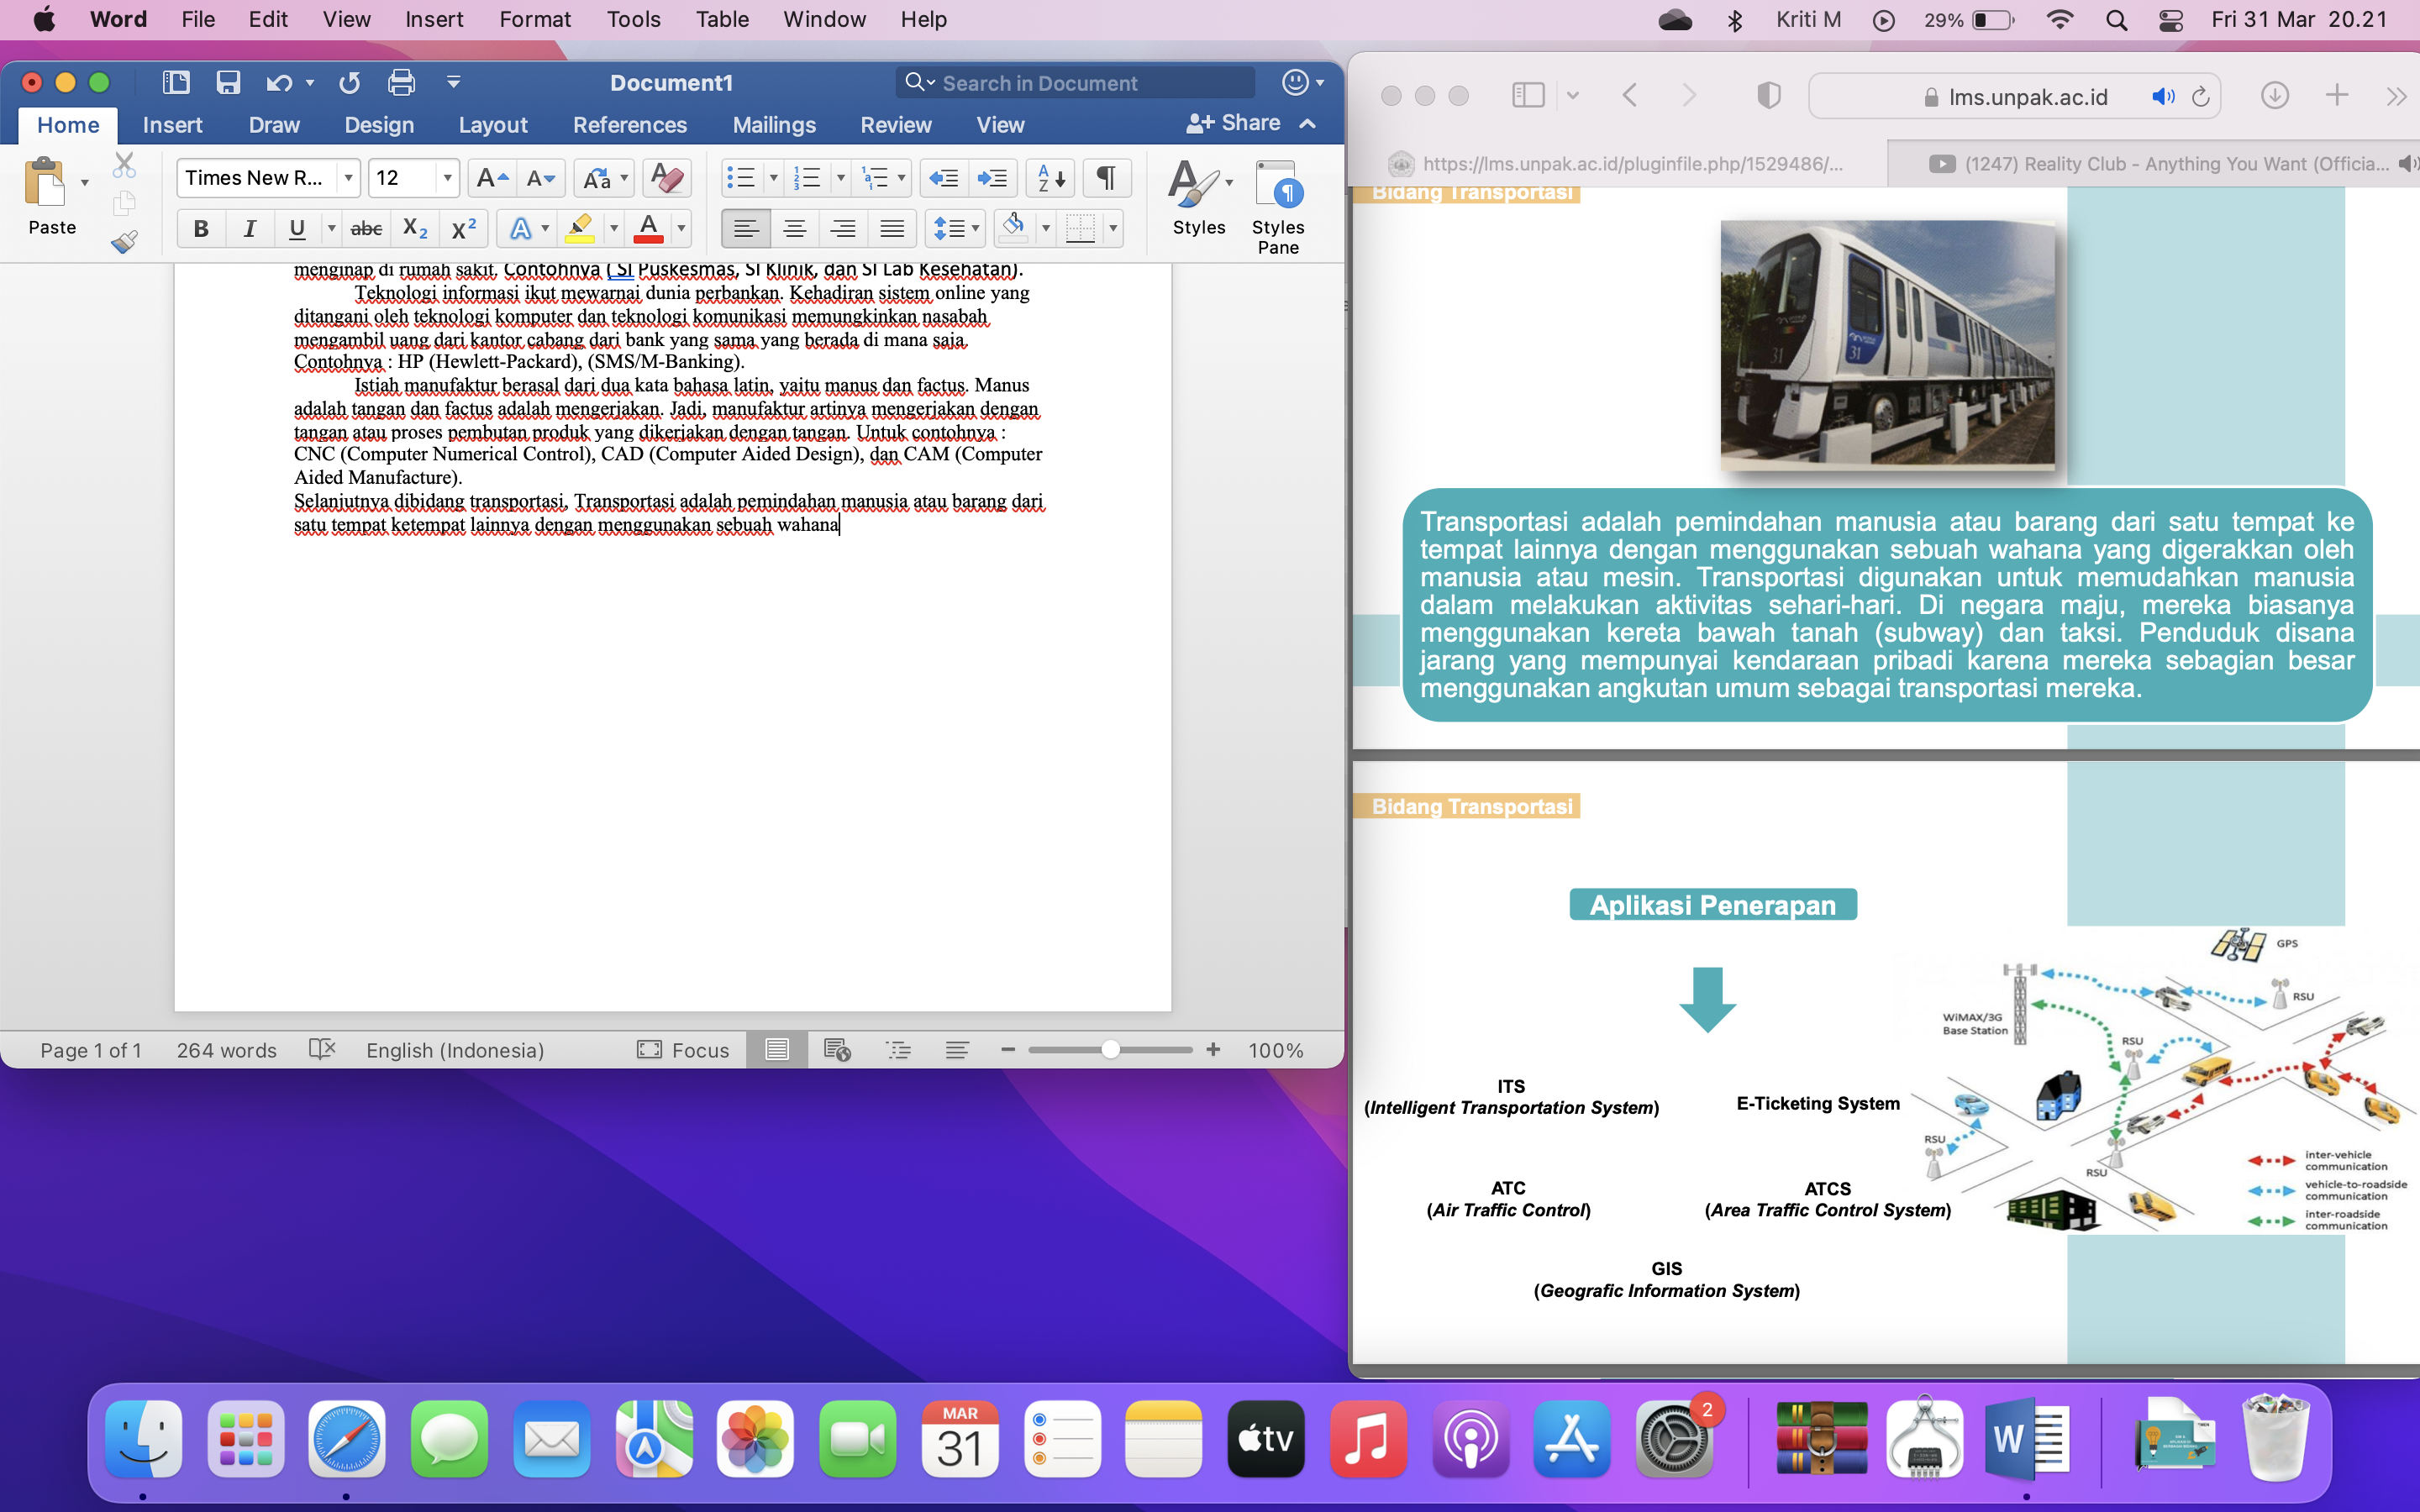 Word File Edit View Insert Format Tools Table Window Help
Kriti M 29% Fri 31 Mar 20.21
Document1
Search in Document
Home Insert Draw Design Layout References Mailings Review View Share
Paste
Times New R... 12
Styles Styles Pane
menginap di rumah sakit. Contohnya ( SI Puskesmas, SI Klinik, dan SI Lab Kesehatan).
Teknologi informasi ikut mewarnai dunia perbankan. Kehadiran sistem online yang
ditangani oleh teknologi komputer dan teknologi komunikasi memungkinkan nasabah
mengambil uang dari kantor cabang dari bank yang sama yang berada di mana saja.
Contohnya : HP (Hewlett-Packard), (SMS/M-Banking).
Istiah manufaktur berasal dari dua kata bahasa latin, yaitu manus dan factus. Manus
adalah tangan dan factus adalah mengerjakan. Jadi, manufaktur artinya mengerjakan dengan
tangan atau proses pembutan produk yang dikerjakan dengan tangan. Untuk contohnya :
CNC (Computer Numerical Control), CAD (Computer Aided Design), dan CAM (Computer
Aided Manufacture).
Selanjutnya dibidang transportasi, Transportasi adalah pemindahan manusia atau barang dari
satu tempat ketempat lainnya dengan menggunakan sebuah wahana
Page 1 of 1 264 words English (Indonesia) Focus 100%
lms.unpak.ac.id
https://lms.unpak.ac.id/pluginfile.php/1529486/...
(1247) Reality Club - Anything You Want (Officia...
Bidang Transportasi
31
31
Transportasi adalah pemindahan manusia atau barang dari satu tempat ke
tempat lainnya dengan menggunakan sebuah wahana yang digerakkan oleh
manusia atau mesin. Transportasi digunakan untuk memudahkan manusia
dalam melakukan aktivitas sehari-hari. Di negara maju, mereka biasanya
menggunakan kereta bawah tanah (subway) dan taksi. Penduduk disana
jarang yang mempunyai kendaraan pribadi karena mereka sebagian besar
menggunakan angkutan umum sebagai transportasi mereka.
Bidang Transportasi
Aplikasi Penerapan
ITS
(Intelligent Transportation System)
E-Ticketing System
ATC
(Air Traffic Control)
ATCS
(Area Traffic Control System)
GIS
(Geografic Information System)
GPS
RSU
WiMAX/3G
Base Station
RSU
RSU
RSU
inter-vehicle
communication
vehicle-to-roadside
communication
inter-roadside
communication
MAR
31
tv
2
W